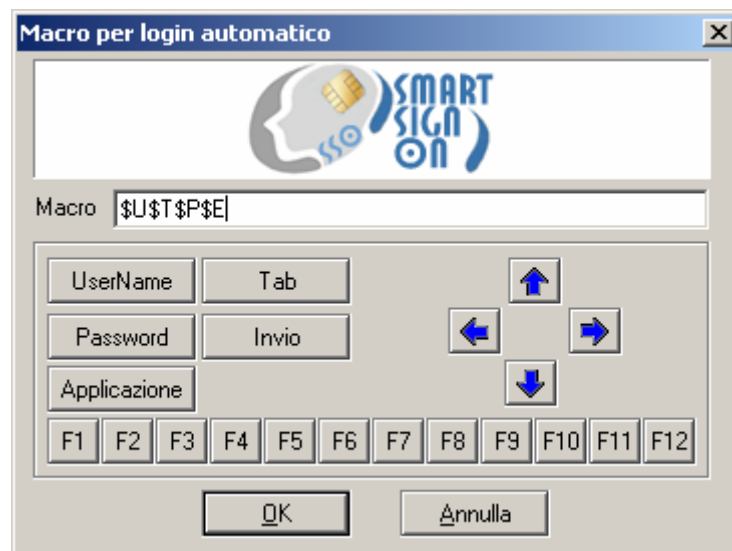 Macro per login automatico
SMART
SIGN
ON
SSO
Macro $U$T$P$E
UserName Tab
Password Invio
Applicazione
F1 F2 F3 F4 F5 F6 F7 F8 F9 F10 F11 F12
OK Annulla